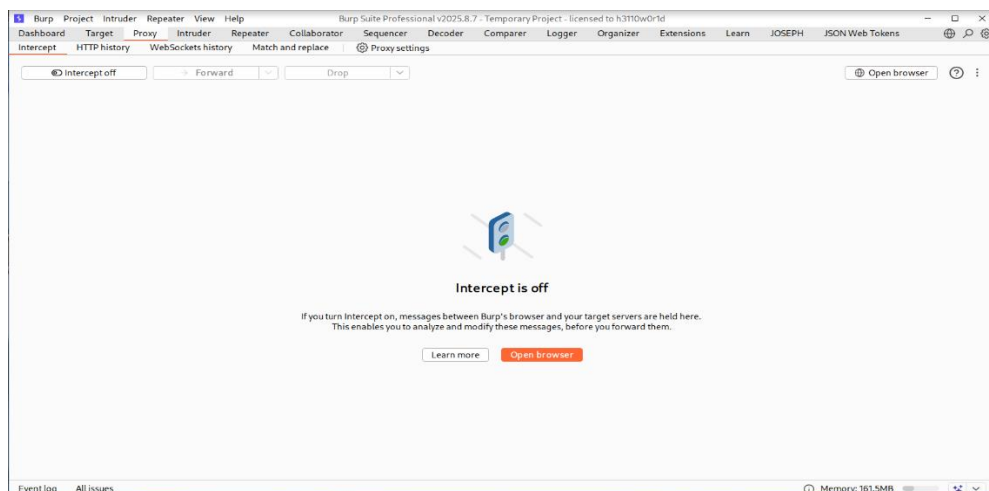 Burp Project Intruder Repeater View Help Burp Suite Professional v2025.8.7 - Temporary Project - licensed to h3110w0r1d
Dashboard Target Proxy Intruder Repeater Collaborator Sequencer Decoder Comparer Logger Organizer Extensions Learn JOSEPH JSON Web Tokens
Intercept HTTP history WebSockets history Match and replace Proxy settings
Intercept off Forward Drop Open browser
Intercept is off
If you turn Intercept on, messages between Burp's browser and your target servers are held here.
This enables you to analyze and modify these messages, before you forward them.
Learn more Open browser
Event log All issues Memory: 161.5MB